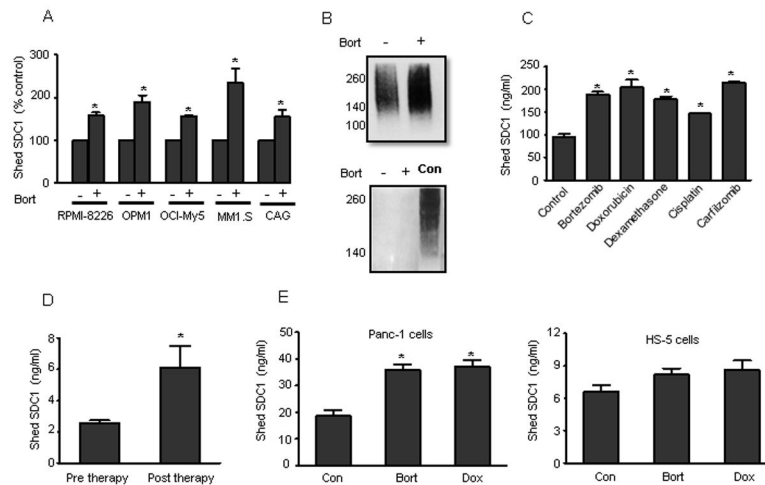 A
Shed SDC1 (% control)
300
200
100
0
* * * * *
- + - + - + - + - +
Bort
RPMI-8226 OPM1 OCI-My5 MM1.S CAG
B
Bort - +
260
140
100
- + Con
260
140
C
Shed SDC1 (ng/ml)
250
200
150
100
50
0
* * * * *
Control
Bortezomib
Doxorubicin
Dexamethasone
Cisplatin
Carfilzomb
D
Shed SDC1 (ng/ml)
8
6
4
2
0
*
Pre therapy Post therapy
E
Panc-1 cells
Shed SDC1 (ng/ml)
50
40
30
20
10
0
* *
Con Bort Dox
HS-5 cells
Shed SDC1 (ng/ml)
12
9
6
3
0
Con Bort Dox